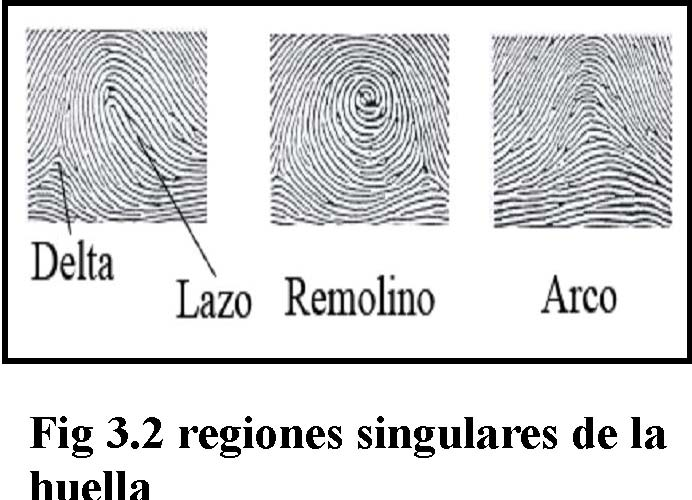 Delta
Lazo
Remolino
Arco
Fig 3.2 regiones singulares de la
huella